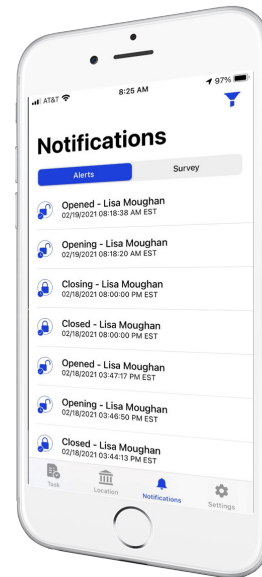 AT&T 8:25 AM 97%
Notifications
Alerts Survey
Opened - Lisa Moughan
02/19/2021 08:18:38 AM EST
Opening - Lisa Moughan
02/19/2021 08:18:20 AM EST
Closing - Lisa Moughan
02/18/2021 08:00:00 PM EST
Closed - Lisa Moughan
02/18/2021 08:00:00 PM EST
Opened - Lisa Moughan
02/18/2021 03:47:17 PM EST
Opening - Lisa Moughan
02/18/2021 03:46:50 PM EST
Closed - Lisa Moughan
02/18/2021 03:44:13 PM EST
Task Location Notifications Settings